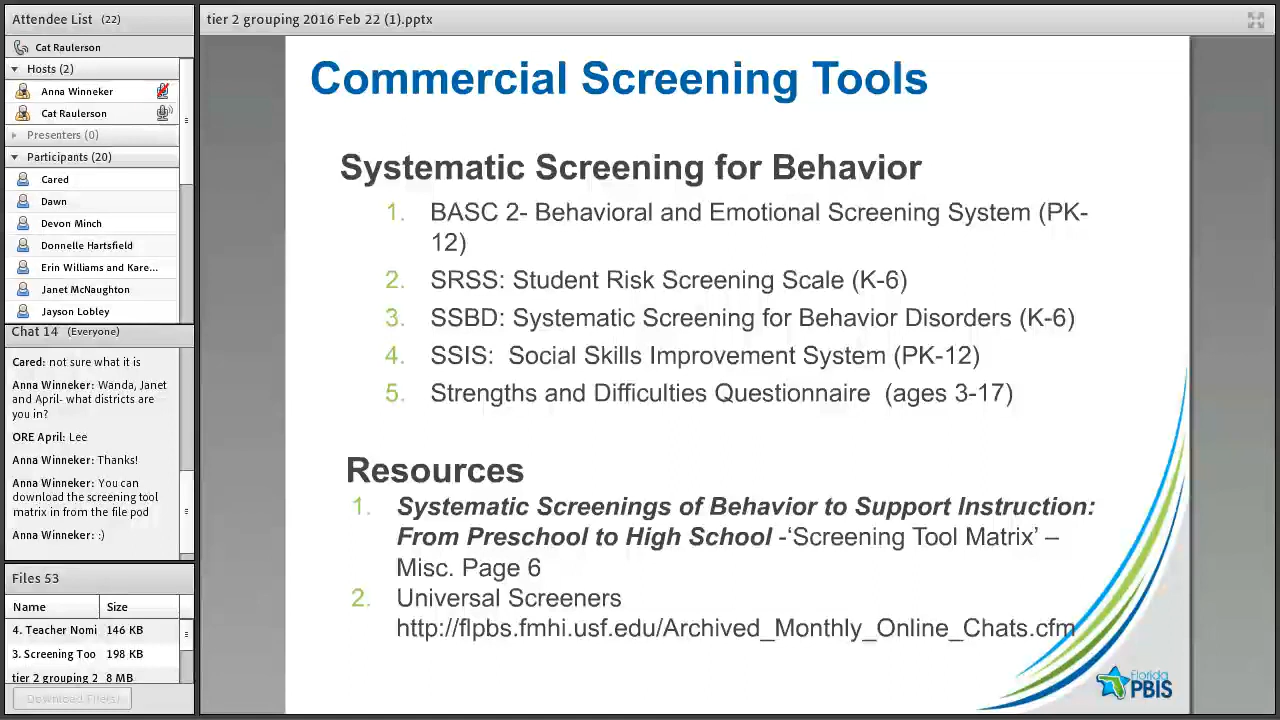 Attendee List (22)
Cat Raulerson
Hosts (2)
Anna Winneker
Cat Raulerson
Presenters (0)
Participants (20)
Cared
Dawn
Devon Minch
Donnelle Hartsfield
Erin Williams and Kare...
Janet McNaughton
Jayson Lobley
Chat 14 (Everyone)
Cared: not sure what it is
Anna Winneker: Wanda, Janet
and April- what districts are
you in?
ORE April: Lee
Anna Winneker: Thanks!
Anna Winneker: You can
download the screening tool
matrix in from the file pod
Anna Winneker: :)
Files 53
Name Size
4. Teacher Nomi 146 KB
3. Screening Too 198 KB
tier 2 grouping 2 8 MB
Download File(s)
tier 2 grouping 2016 Feb 22 (1).pptx
Commercial Screening Tools
Systematic Screening for Behavior
1. BASC 2- Behavioral and Emotional Screening System (PK-
12)
2. SRSS: Student Risk Screening Scale (K-6)
3. SSBD: Systematic Screening for Behavior Disorders (K-6)
4. SSIS: Social Skills Improvement System (PK-12)
5. Strengths and Difficulties Questionnaire (ages 3-17)
Resources
1. Systematic Screenings of Behavior to Support Instruction:
From Preschool to High School -‘Screening Tool Matrix’ –
Misc. Page 6
2. Universal Screeners
http://flpbs.fmhi.usf.edu/Archived_Monthly_Online_Chats.cfm
Florida
PBIS